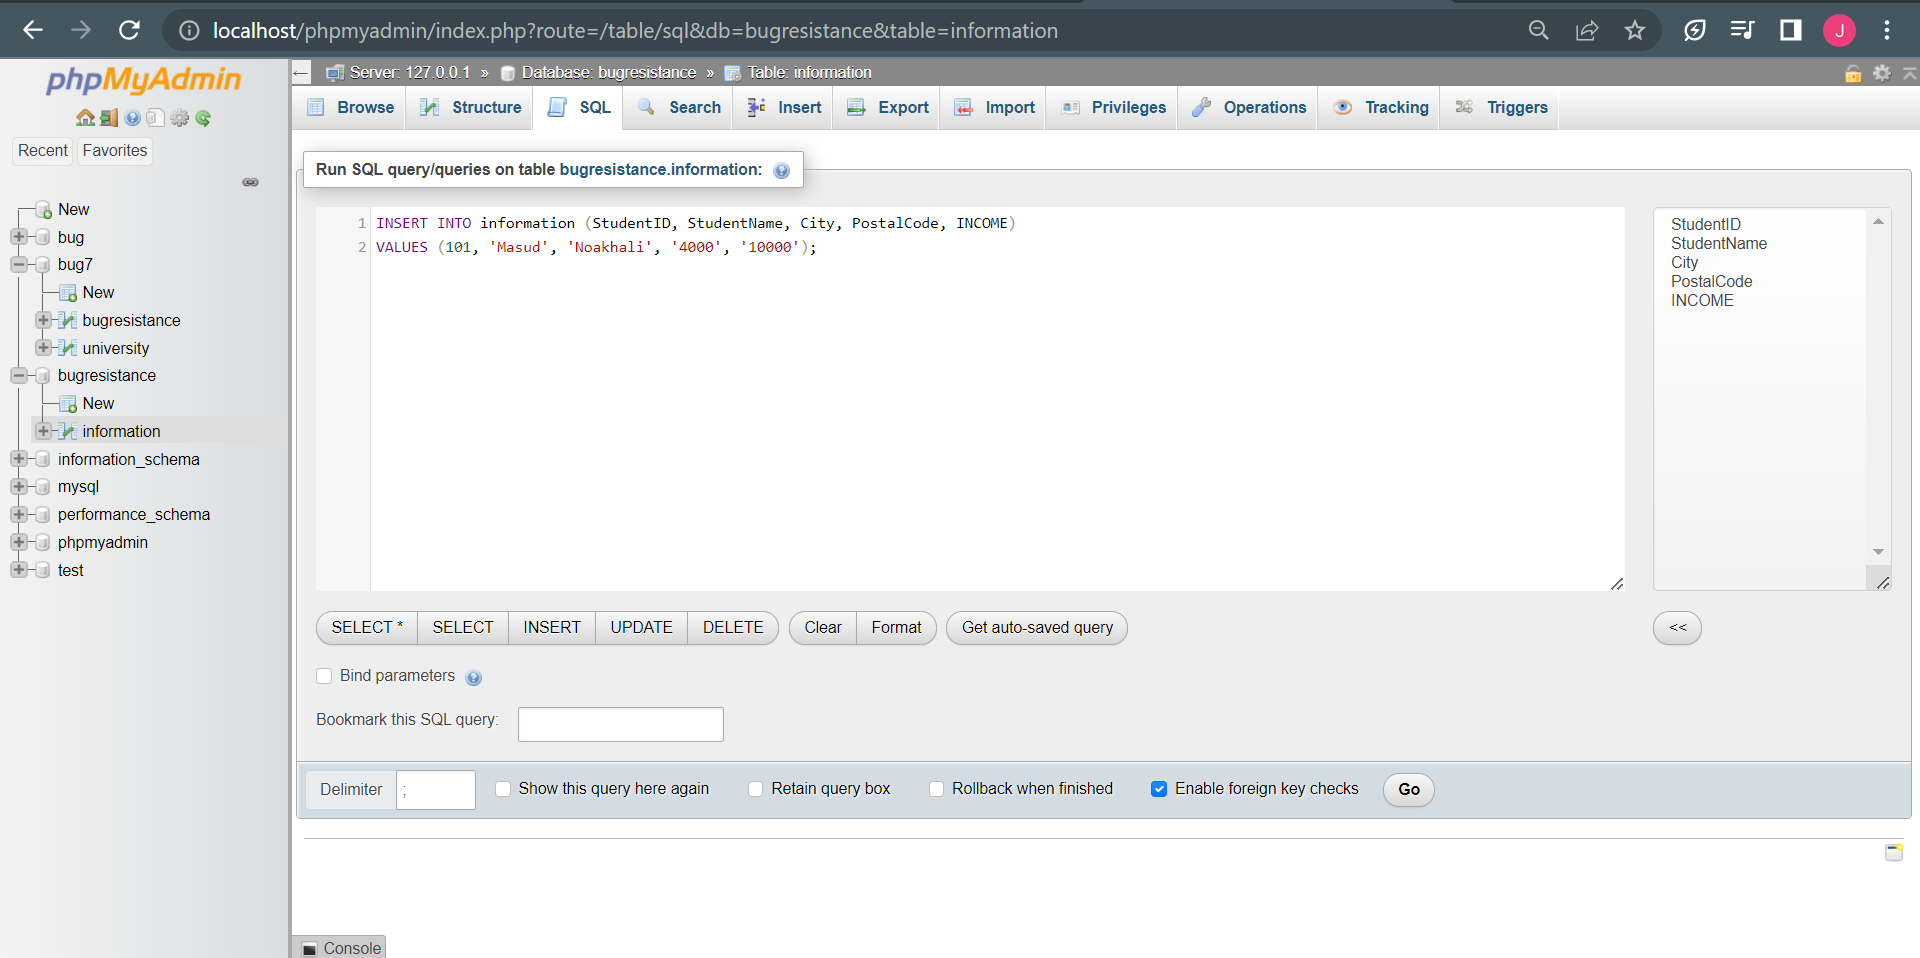 localhost/phpmyadmin/index.php?route=/table/sql&db=bugresistance&table=information
J
phpMyAdmin
Recent Favorites
New
bug
bug7
New
bugresistance
university
bugresistance
New
information
information_schema
mysql
performance_schema
phpmyadmin
test
Server: 127.0.0.1 » Database: bugresistance » Table: information
Browse Structure SQL Search Insert Export Import Privileges Operations Tracking Triggers
Run SQL query/queries on table bugresistance.information:
1 INSERT INTO information (StudentID, StudentName, City, PostalCode, INCOME)
2 VALUES (101, 'Masud', 'Noakhali', '4000', '10000');
StudentID
StudentName
City
PostalCode
INCOME
SELECT * SELECT INSERT UPDATE DELETE Clear Format Get auto-saved query <<
Bind parameters
Bookmark this SQL query:
Delimiter ; Show this query here again Retain query box Rollback when finished Enable foreign key checks Go
Console